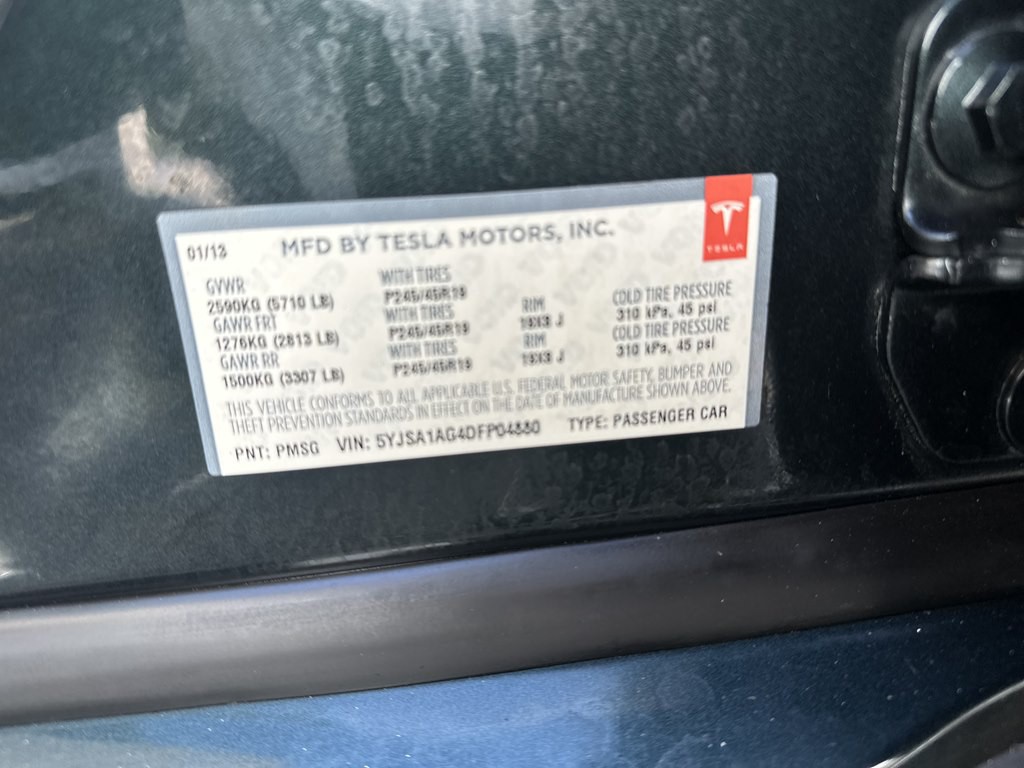 01/13 MFD BY TESLA MOTORS, INC.
TESLA
GVWR WITH TIRES
2590KG (5710 LB) P245/45R19 RIM COLD TIRE PRESSURE
GAWR FRT WITH TIRES 19X8 J 310 kPa, 45 psi
1276KG (2813 LB) P245/45R19 RIM COLD TIRE PRESSURE
GAWR RR WITH TIRES 19X8 J 310 kPa, 45 psi
1500KG (3307 LB) P245/45R19
THIS VEHICLE CONFORMS TO ALL APPLICABLE U.S. FEDERAL MOTOR SAFETY, BUMPER AND
THEFT PREVENTION STANDARDS IN EFFECT ON THE DATE OF MANUFACTURE SHOWN ABOVE.
PNT: PMSG VIN: TYPE: PASSENGER CAR